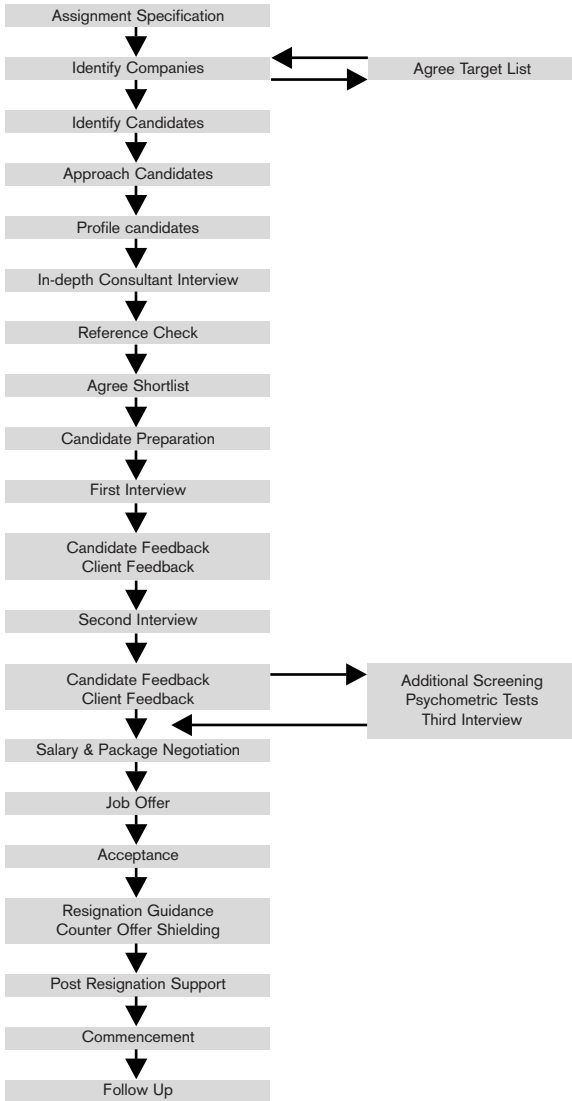 Assignment Specification
Identify Companies
Agree Target List
Identify Candidates
Approach Candidates
Profile candidates
In-depth Consultant Interview
Reference Check
Agree Shortlist
Candidate Preparation
First Interview
Candidate Feedback
Client Feedback
Second Interview
Candidate Feedback
Client Feedback
Additional Screening
Psychometric Tests
Third Interview
Salary & Package Negotiation
Job Offer
Acceptance
Resignation Guidance
Counter Offer Shielding
Post Resignation Support
Commencement
Follow Up